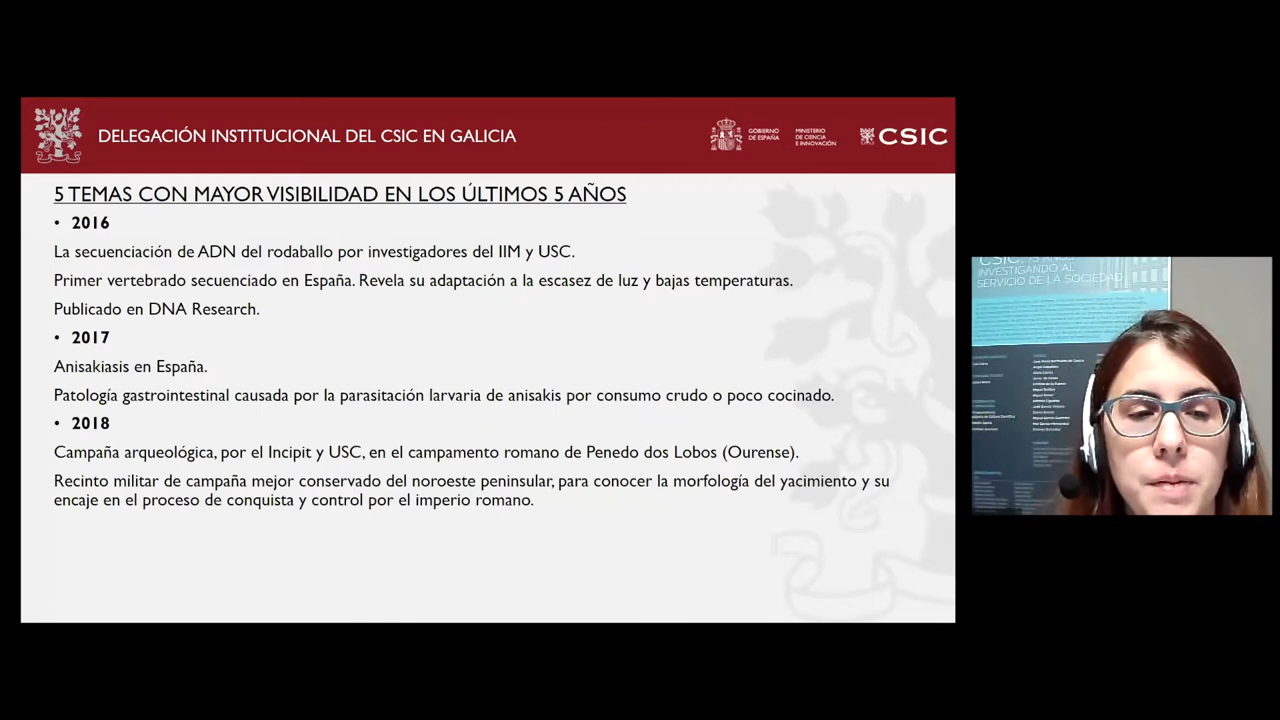 DELEGACIÓN INSTITUCIONAL DEL CSIC EN GALICIA
GOBIERNO
DE ESPAÑA
MINISTERIO
DE CIENCIA
E INNOVACIÓN
CSIC
5 TEMAS CON MAYOR VISIBILIDAD EN LOS ÚLTIMOS 5 AÑOS
• 2016
La secuenciación de ADN del rodaballo por investigadores del IIM y USC.
Primer vertebrado secuenciado en España. Revela su adaptación a la escasez de luz y bajas temperaturas.
Publicado en DNA Research.
• 2017
Anisakiasis en España.
Patología gastrointestinal causada por la parasitación larvaria de anisakis por consumo crudo o poco cocinado.
• 2018
Campaña arqueológica, por el Incipit y USC, en el campamento romano de Penedo dos Lobos (Ourense).
Recinto militar de campaña mejor conservado del noroeste peninsular, para conocer la morfología del yacimiento y su
encaje en el proceso de conquista y control por el imperio romano.
INVESTIGANDO AL
SERVICIO DE LA SOCIEDAD